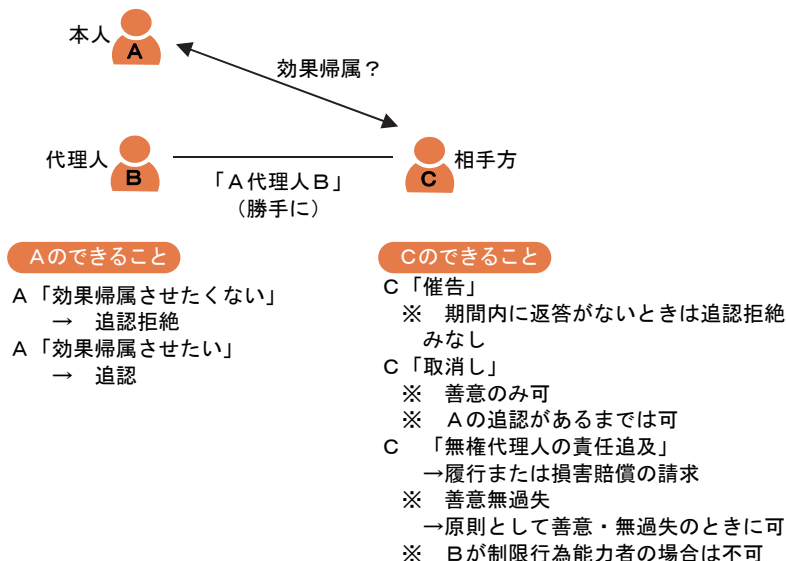 本人
A
効果帰属？
代理人
B
「Ａ代理人Ｂ」
（勝手に）
C
相手方
Ａのできること
Ａ「効果帰属させたくない」
→　追認拒絶
Ａ「効果帰属させたい」
→　追認
Ｃのできること
Ｃ「催告」
※　期間内に返答がないときは追認拒絶
みなし
Ｃ「取消し」
※　善意のみ可
※　Ａの追認があるまでは可
Ｃ　「無権代理人の責任追及」
→履行または損害賠償の請求
※　善意無過失
→原則として善意・無過失のときに可
※　Ｂが制限行為能力者の場合は不可